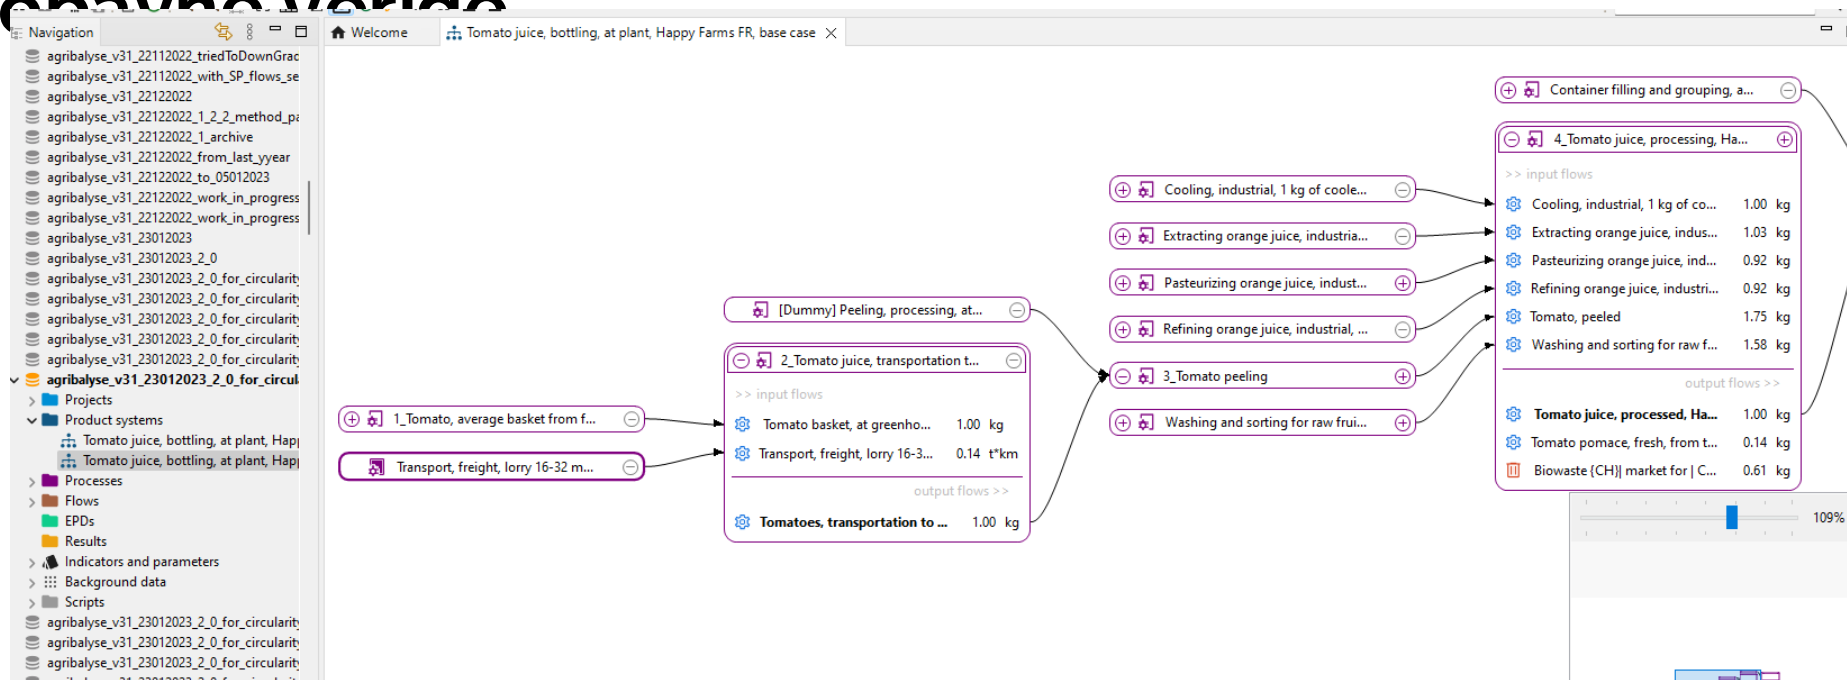 Navigation
Welcome
Tomato juice, bottling, at plant, Happy Farms FR, base case
agribalyse_v31_22112022_triedToDownGrac
agribalyse_v31_22112022_with_SP_flows_se
agribalyse_v31_22122022
agribalyse_v31_22122022_1_2_2_method_pa
agribalyse_v31_22122022_1_archive
agribalyse_v31_22122022_from_last_yyear
agribalyse_v31_22122022_to_05012023
agribalyse_v31_22122022_work_in_progress
agribalyse_v31_22122022_work_in_progress
agribalyse_v31_23012023
agribalyse_v31_23012023_2_0
agribalyse_v31_23012023_2_0_for_circularity
agribalyse_v31_23012023_2_0_for_circularity
agribalyse_v31_23012023_2_0_for_circularity
agribalyse_v31_23012023_2_0_for_circularity
agribalyse_v31_23012023_2_0_for_circularity
agribalyse_v31_23012023_2_0_for_circul
Projects
Product systems
Tomato juice, bottling, at plant, Happ
Tomato juice, bottling, at plant, Happ
Processes
Flows
EPDs
Results
Indicators and parameters
Background data
Scripts
agribalyse_v31_23012023_2_0_for_circularity
agribalyse_v31_23012023_2_0_for_circularity
agribalyse_v31_23012023_2_0_for_circularity
1_Tomato, average basket from f...
Transport, freight, lorry 16-32 m...
[Dummy] Peeling, processing, at...
2_Tomato juice, transportation t...
>> input flows
Tomato basket, at greenho... 1.00 kg
Transport, freight, lorry 16-3... 0.14 t*km
output flows >>
Tomatoes, transportation to ... 1.00 kg
Cooling, industrial, 1 kg of coole...
Extracting orange juice, industria...
Pasteurizing orange juice, indust...
Refining orange juice, industrial, ...
3_Tomato peeling
Washing and sorting for raw frui...
Container filling and grouping, a...
4_Tomato juice, processing, Ha...
>> input flows
Cooling, industrial, 1 kg of co... 1.00 kg
Extracting orange juice, indus... 1.03 kg
Pasteurizing orange juice, ind... 0.92 kg
Refining orange juice, industri... 0.92 kg
Tomato, peeled 1.75 kg
Washing and sorting for raw f... 1.58 kg
output flows >>
Tomato juice, processed, Ha... 1.00 kg
Tomato pomace, fresh, from t... 0.14 kg
Biowaste {CH}| market for | C... 0.61 kg
109%